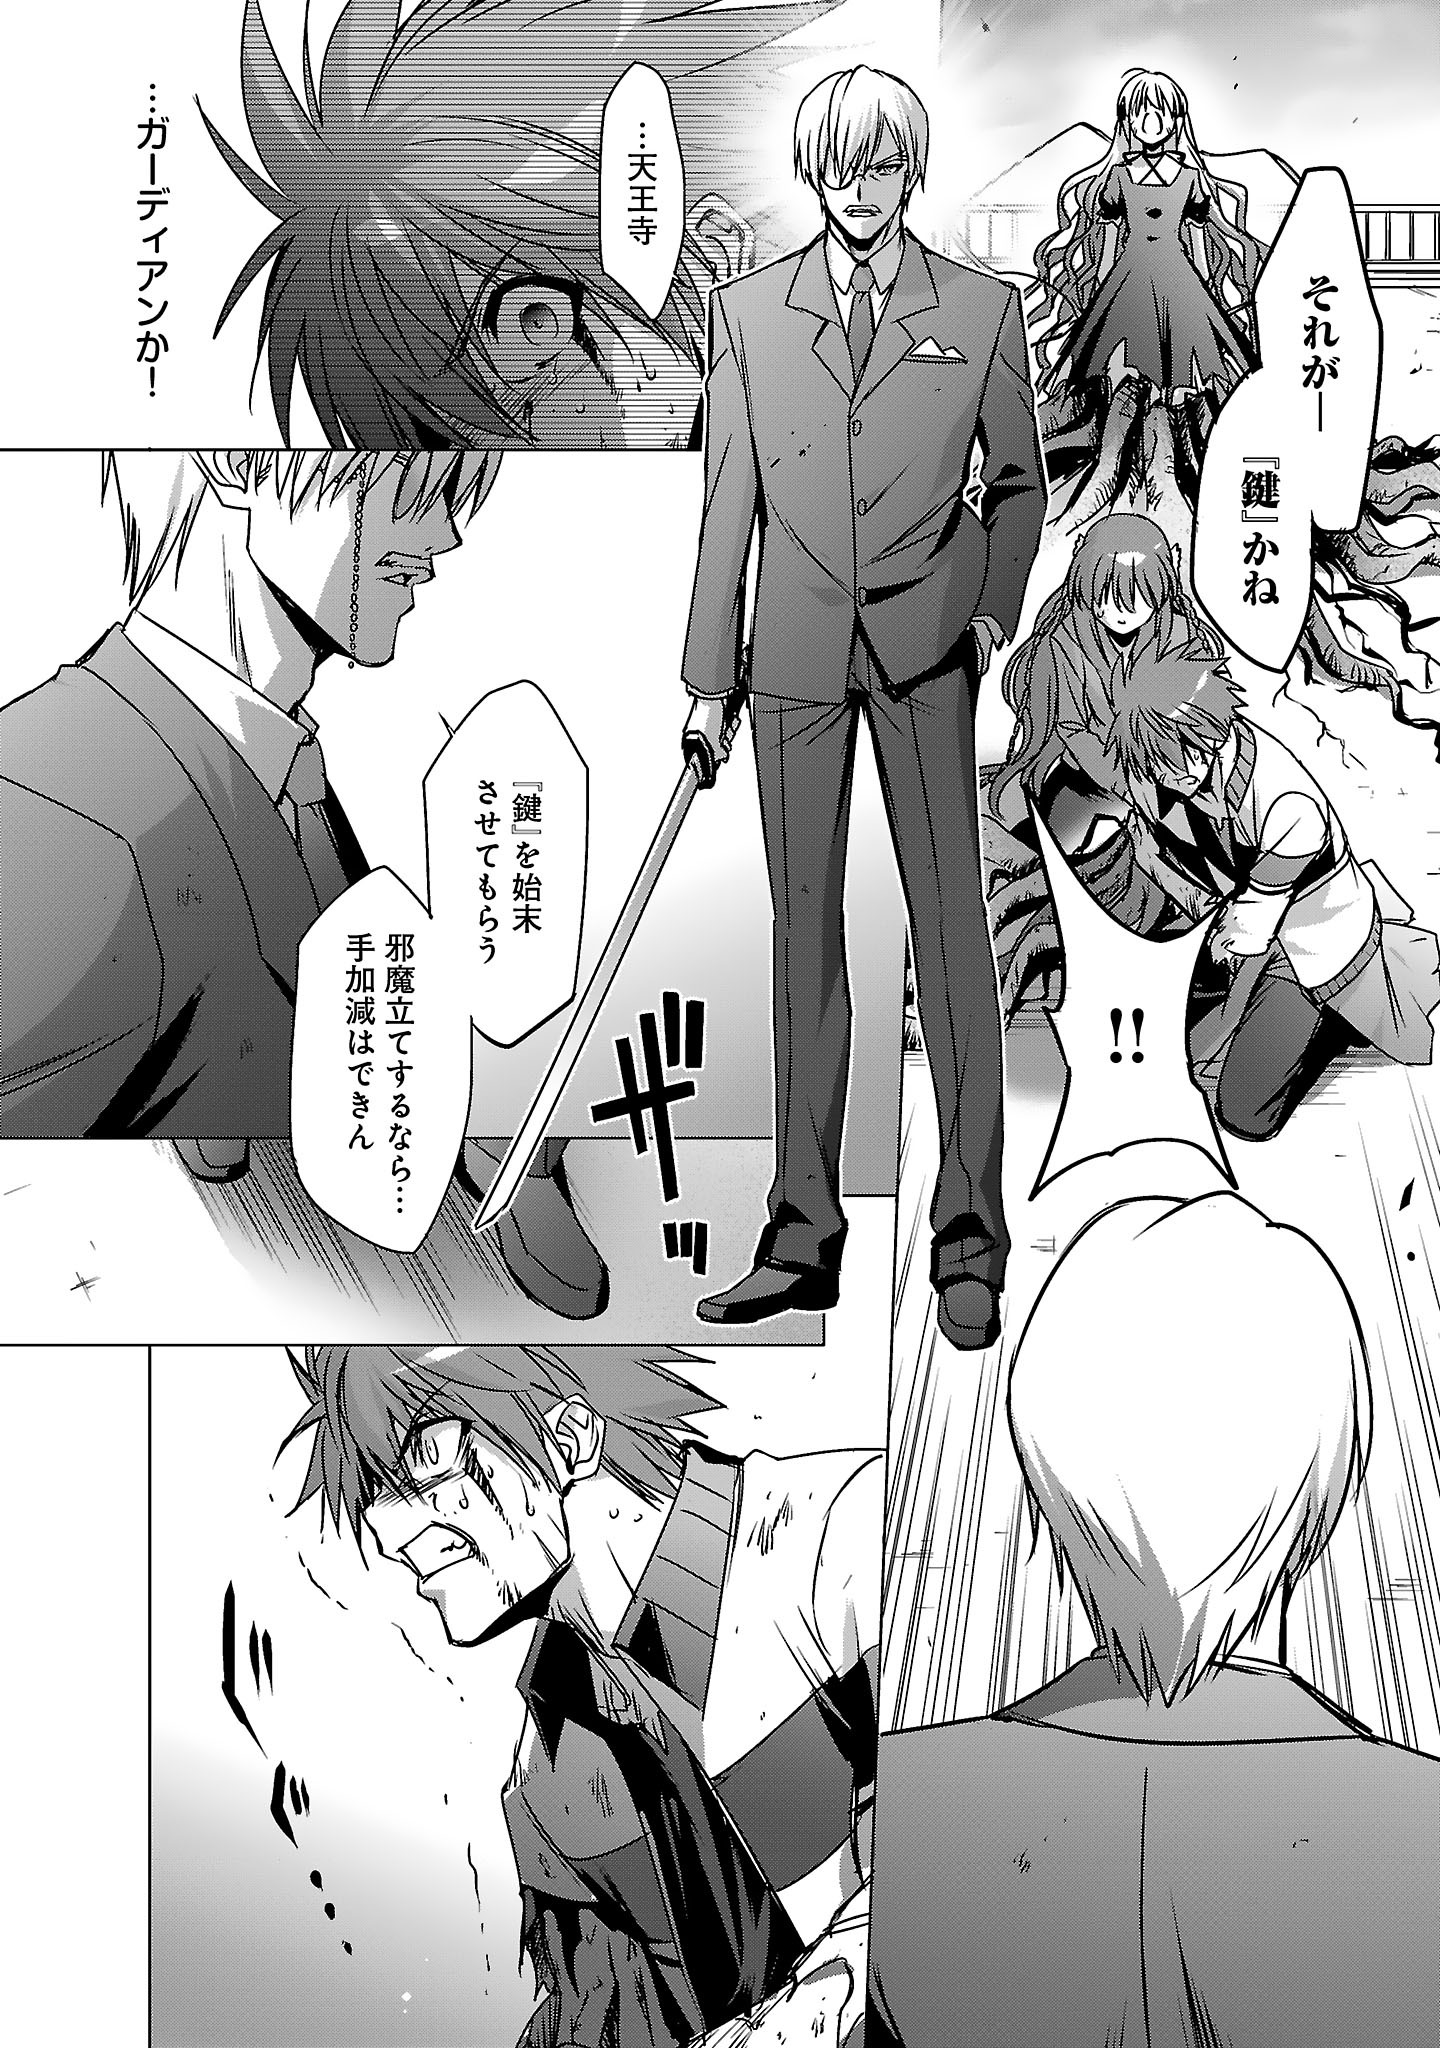 それが―
『鍵』かね
!!
…天王寺
…ガーディアンか!
『鍵』を始末
させてもらう
邪魔立てするなら…
手加減はできん
ギッ
ぐ…